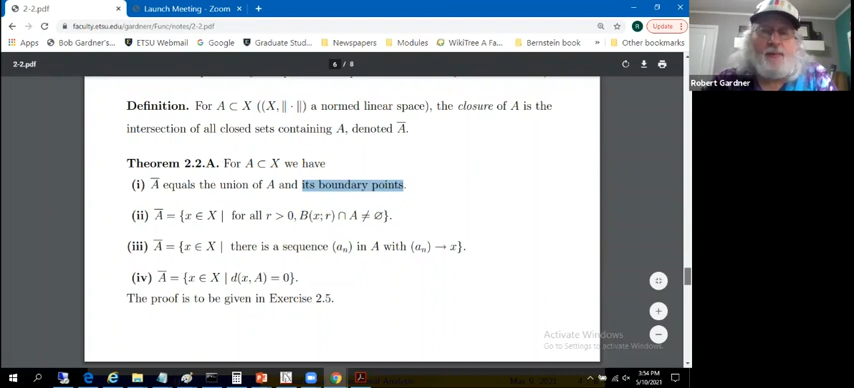 2-2.pdf
Launch Meeting - Zoom
faculty.etsu.edu/gardnerr/Func/notes/2-2.pdf
Update
Apps
Bob Gardner's (E...
ETSU Webmail
Google
Graduate Stud...
Newspapers
Modules
WikiTree A Fa...
Bernstein book
»
Other bookmarks
2-2.pdf
6 / 8
Robert Gardner
Definition. For A ⊂ X ((X, ‖ · ‖) a normed linear space), the closure of A is the
intersection of all closed sets containing A, denoted A̅.
Theorem 2.2.A. For A ⊂ X we have
(i) A̅ equals the union of A and its boundary points.
(ii) A̅ = {x ∈ X | for all r > 0, B(x; r) ∩ A ≠ ∅}.
(iii) A̅ = {x ∈ X | there is a sequence (aₙ) in A with (aₙ) → x}.
(iv) A̅ = {x ∈ X | d(x, A) = 0}.
The proof is to be given in Exercise 2.5.
Activate Windows
Go to Settings to activate Windows.
3:54 PM
5/10/2021